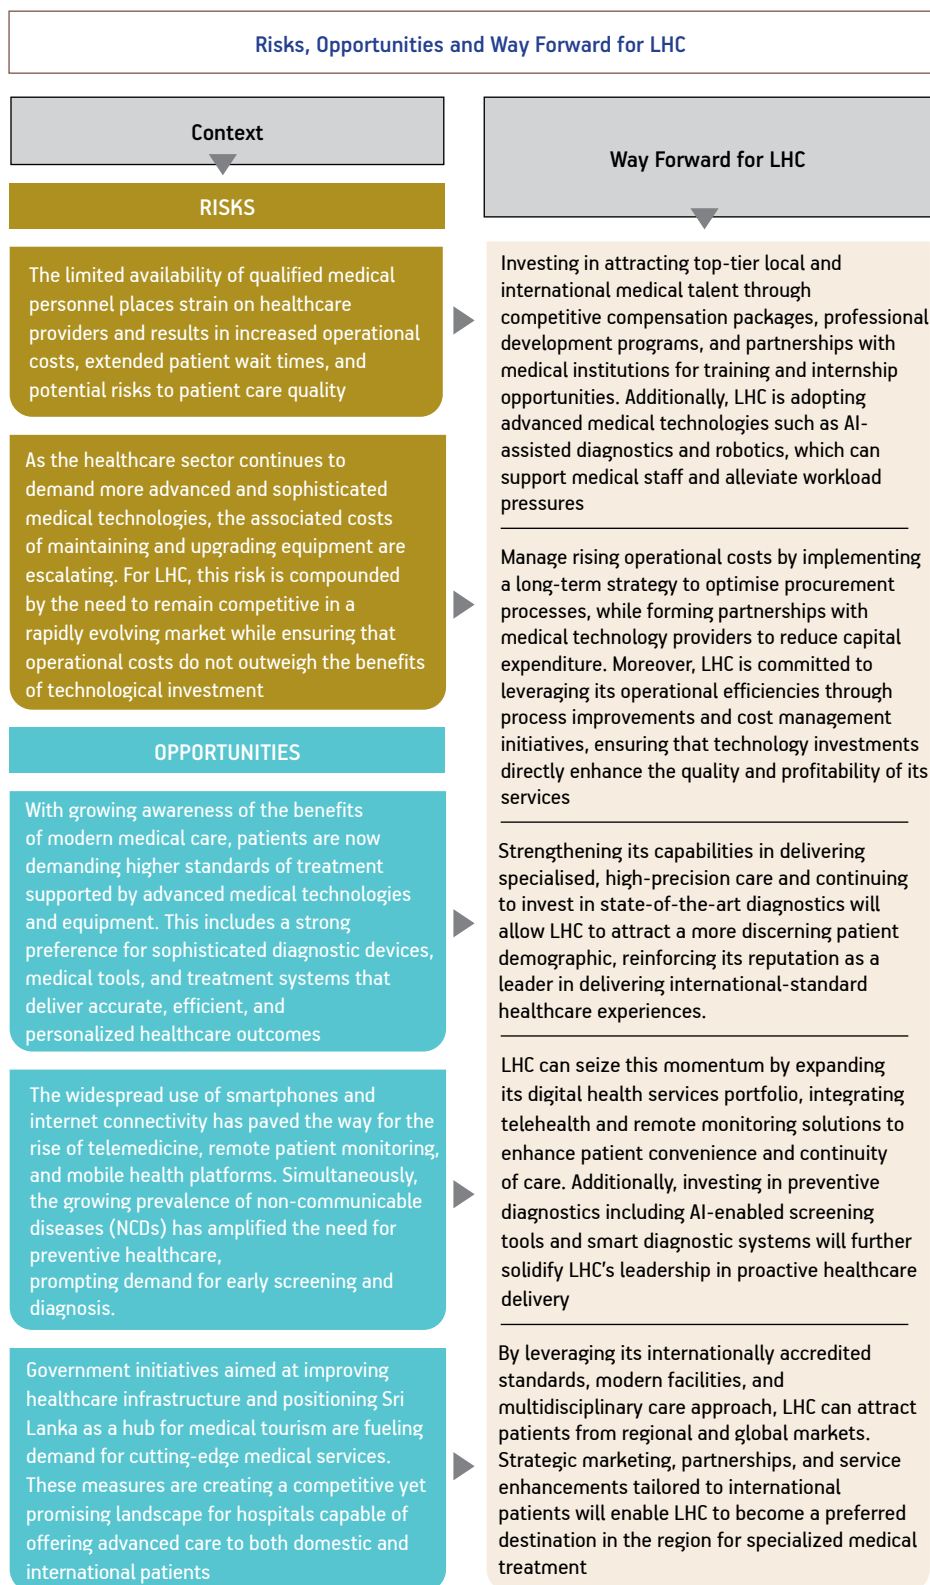 Risks, Opportunities and Way Forward for LHC
Context
Way Forward for LHC
RISKS
The limited availability of qualified medical
personnel places strain on healthcare
providers and results in increased operational
costs, extended patient wait times, and
potential risks to patient care quality
Investing in attracting top-tier local and
international medical talent through
competitive compensation packages, professional
development programs, and partnerships with
medical institutions for training and internship
opportunities. Additionally, LHC is adopting
advanced medical technologies such as AI-
assisted diagnostics and robotics, which can
support medical staff and alleviate workload
pressures
As the healthcare sector continues to
demand more advanced and sophisticated
medical technologies, the associated costs
of maintaining and upgrading equipment are
escalating. For LHC, this risk is compounded
by the need to remain competitive in a
rapidly evolving market while ensuring that
operational costs do not outweigh the benefits
of technological investment
Manage rising operational costs by implementing
a long-term strategy to optimise procurement
processes, while forming partnerships with
medical technology providers to reduce capital
expenditure. Moreover, LHC is committed to
leveraging its operational efficiencies through
process improvements and cost management
initiatives, ensuring that technology investments
directly enhance the quality and profitability of its
services
OPPORTUNITIES
With growing awareness of the benefits
of modern medical care, patients are now
demanding higher standards of treatment
supported by advanced medical technologies
and equipment. This includes a strong
preference for sophisticated diagnostic devices,
medical tools, and treatment systems that
deliver accurate, efficient, and
personalized healthcare outcomes
Strengthening its capabilities in delivering
specialised, high-precision care and continuing
to invest in state-of-the-art diagnostics will
allow LHC to attract a more discerning patient
demographic, reinforcing its reputation as a
leader in delivering international-standard
healthcare experiences.
The widespread use of smartphones and
internet connectivity has paved the way for the
rise of telemedicine, remote patient monitoring,
and mobile health platforms. Simultaneously,
the growing prevalence of non-communicable
diseases (NCDs) has amplified the need for
preventive healthcare,
prompting demand for early screening and
diagnosis.
LHC can seize this momentum by expanding
its digital health services portfolio, integrating
telehealth and remote monitoring solutions to
enhance patient convenience and continuity
of care. Additionally, investing in preventive
diagnostics including AI-enabled screening
tools and smart diagnostic systems will further
solidify LHC's leadership in proactive healthcare
delivery
Government initiatives aimed at improving
healthcare infrastructure and positioning Sri
Lanka as a hub for medical tourism are fueling
demand for cutting-edge medical services.
These measures are creating a competitive yet
promising landscape for hospitals capable of
offering advanced care to both domestic and
international patients
By leveraging its internationally accredited
standards, modern facilities, and
multidisciplinary care approach, LHC can attract
patients from regional and global markets.
Strategic marketing, partnerships, and service
enhancements tailored to international
patients will enable LHC to become a preferred
destination in the region for specialized medical
treatment